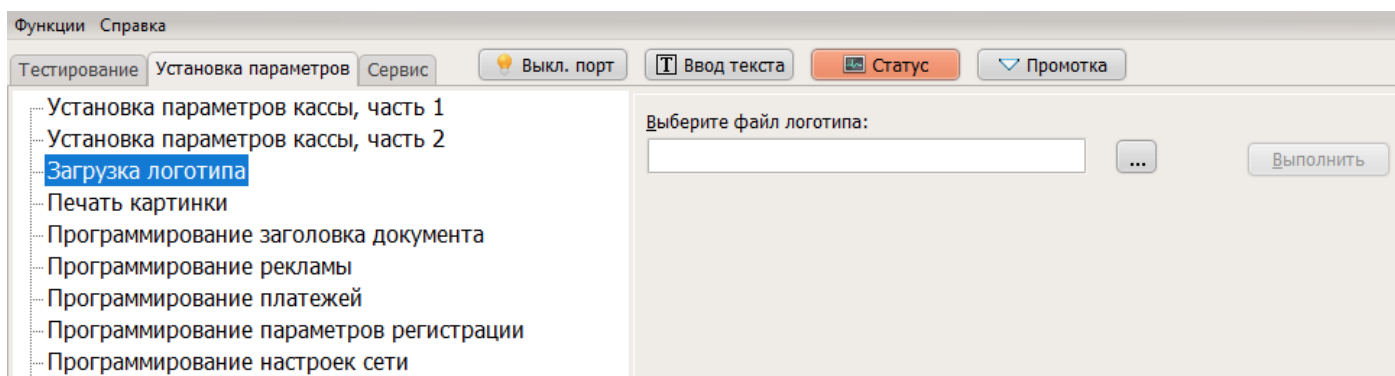 Функции Справка
Тестирование Установка параметров Сервис Выкл. порт T Ввод текста Статус Промотка
Установка параметров кассы, часть 1
Установка параметров кассы, часть 2
Загрузка логотипа
Печать картинки
Программирование заголовка документа
Программирование рекламы
Программирование платежей
Программирование параметров регистрации
Программирование настроек сети
Выберите файл логотипа:
... Выполнить